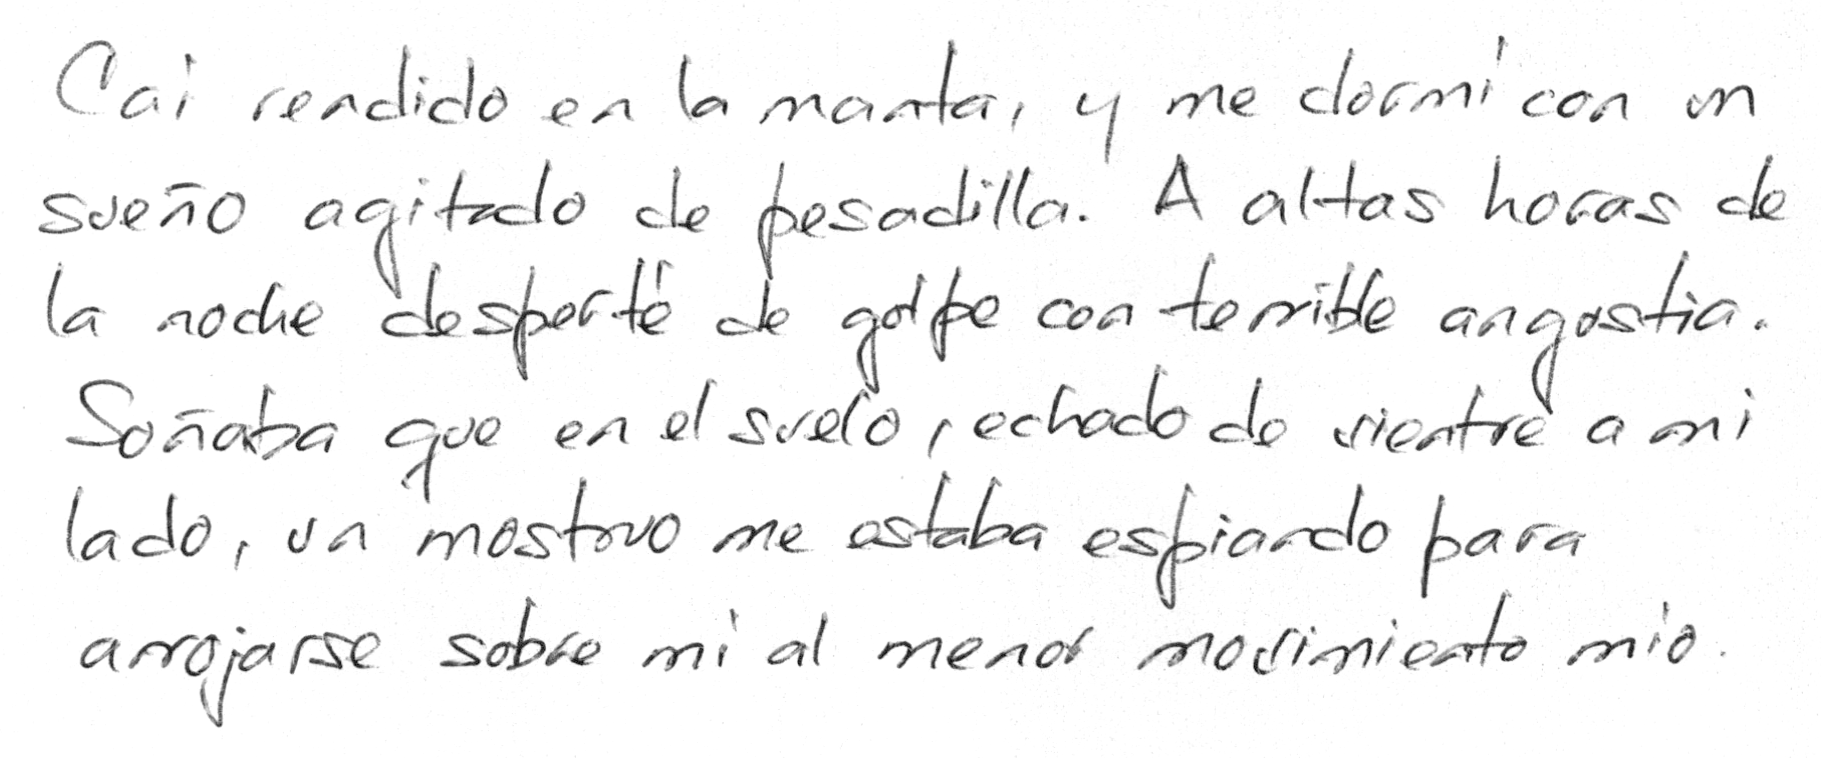 Caí rendido en la manta, y me dormí con un
sueño agitado de pesadilla. A altas horas de
la noche desperté de golpe con terrible angustia.
Soñaba que en el suelo, echado de vientre a mi
lado, un mostruo me estaba espiando para
arrojarse sobre mí al menor movimiento mío.